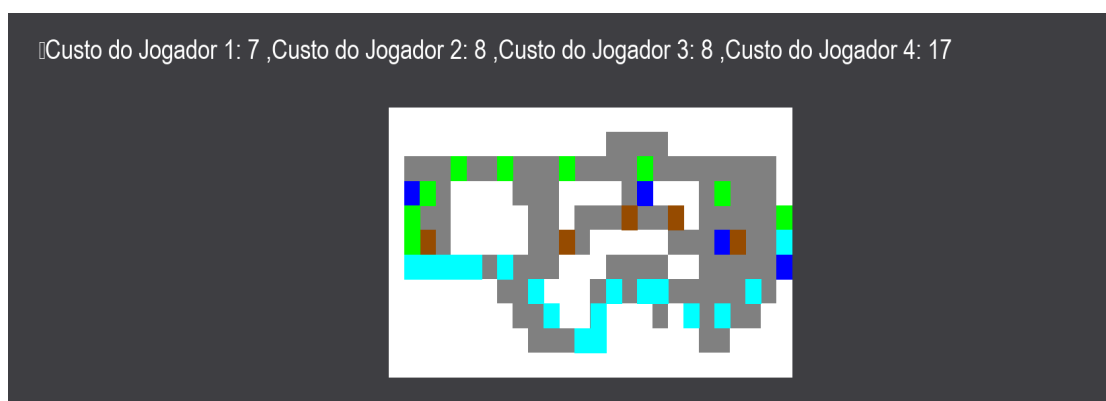 ▯Custo do Jogador 1: 7 ,Custo do Jogador 2: 8 ,Custo do Jogador 3: 8 ,Custo do Jogador 4: 17